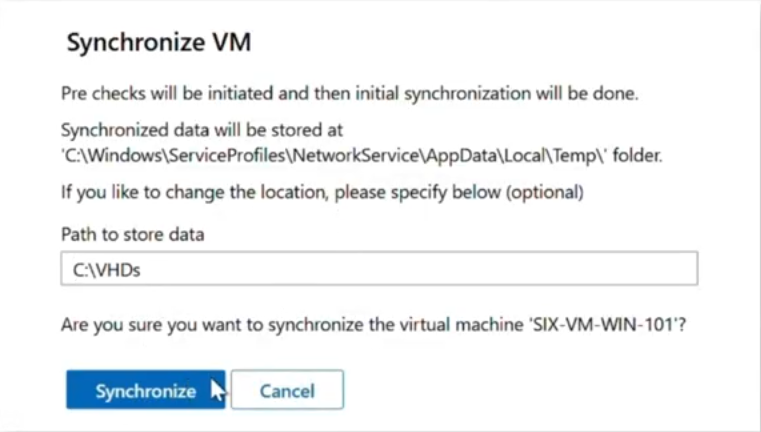 Synchronize VM
Pre checks will be initiated and then initial synchronization will be done.
Synchronized data will be stored at
'C:\Windows\ServiceProfiles\NetworkService\AppData\Local\Temp\' folder.
If you like to change the location, please specify below (optional)
Path to store data
C:\VHDs
Are you sure you want to synchronize the virtual machine 'SIX-VM-WIN-101'?
Synchronize Cancel